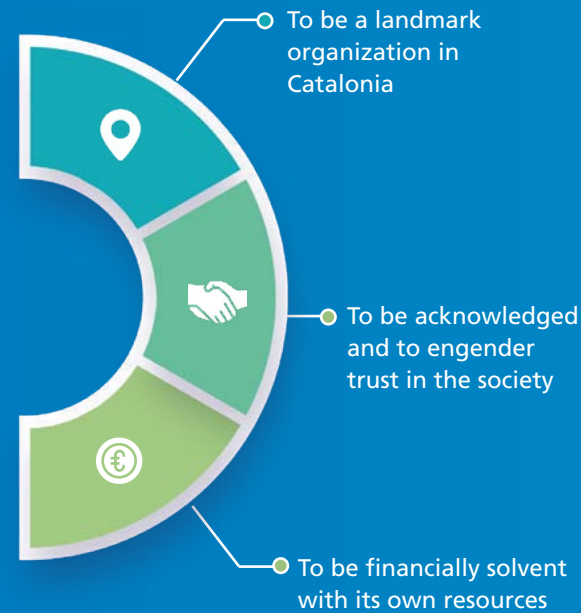 To be a landmark
organization in
Catalonia
To be acknowledged
and to engender
trust in the society
€
To be financially solvent
with its own resources